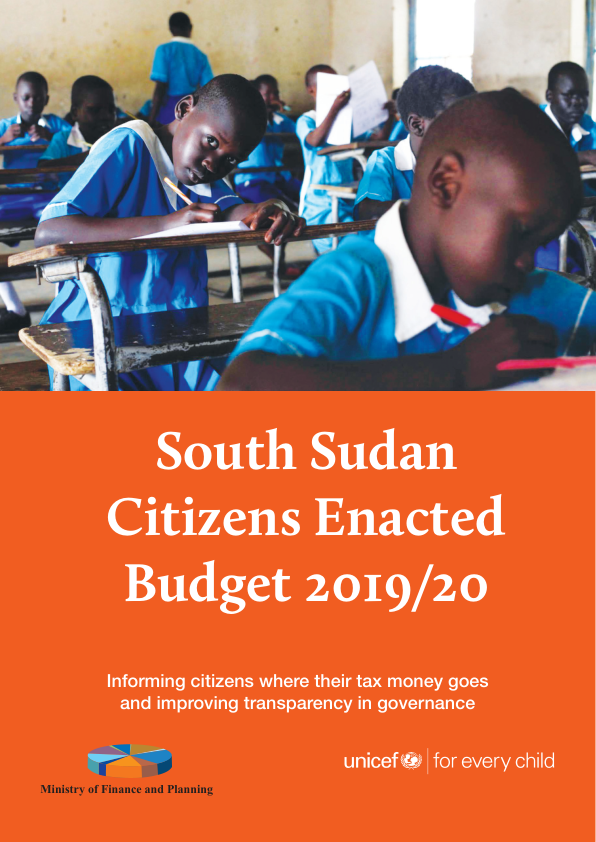 South Sudan
Citizens Enacted
Budget 2019/20
Informing citizens where their tax money goes
and improving transparency in governance
Ministry of Finance and Planning
unicef for every child